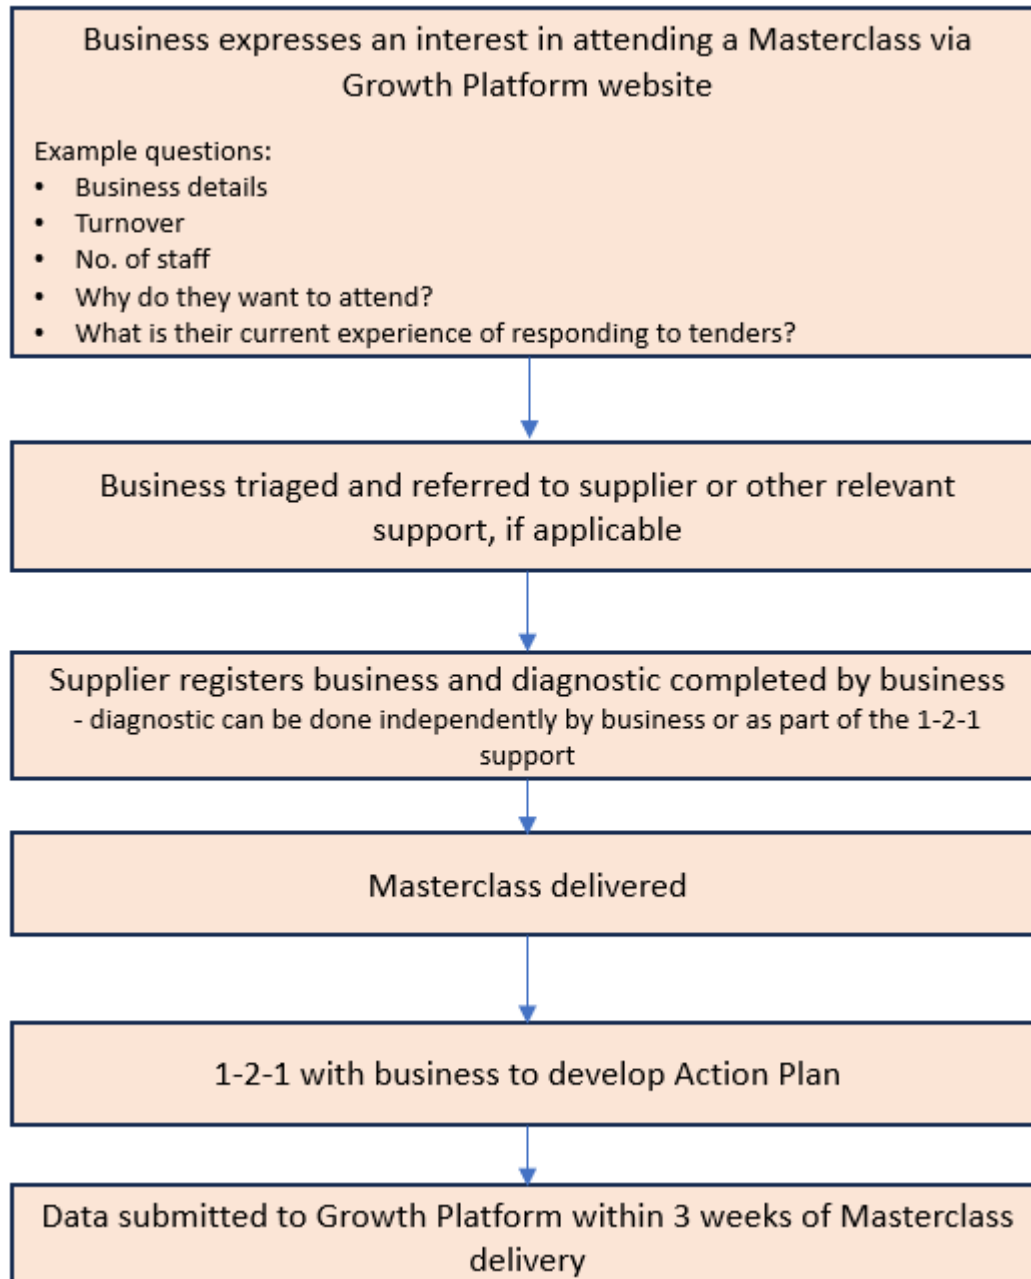 Business expresses an interest in attending a Masterclass via
Growth Platform website
Example questions:
• Business details
• Turnover
• No. of staff
• Why do they want to attend?
• What is their current experience of responding to tenders?
Business triaged and referred to supplier or other relevant
support, if applicable
Supplier registers business and diagnostic completed by business
- diagnostic can be done independently by business or as part of the 1-2-1
support
Masterclass delivered
1-2-1 with business to develop Action Plan
Data submitted to Growth Platform within 3 weeks of Masterclass
delivery